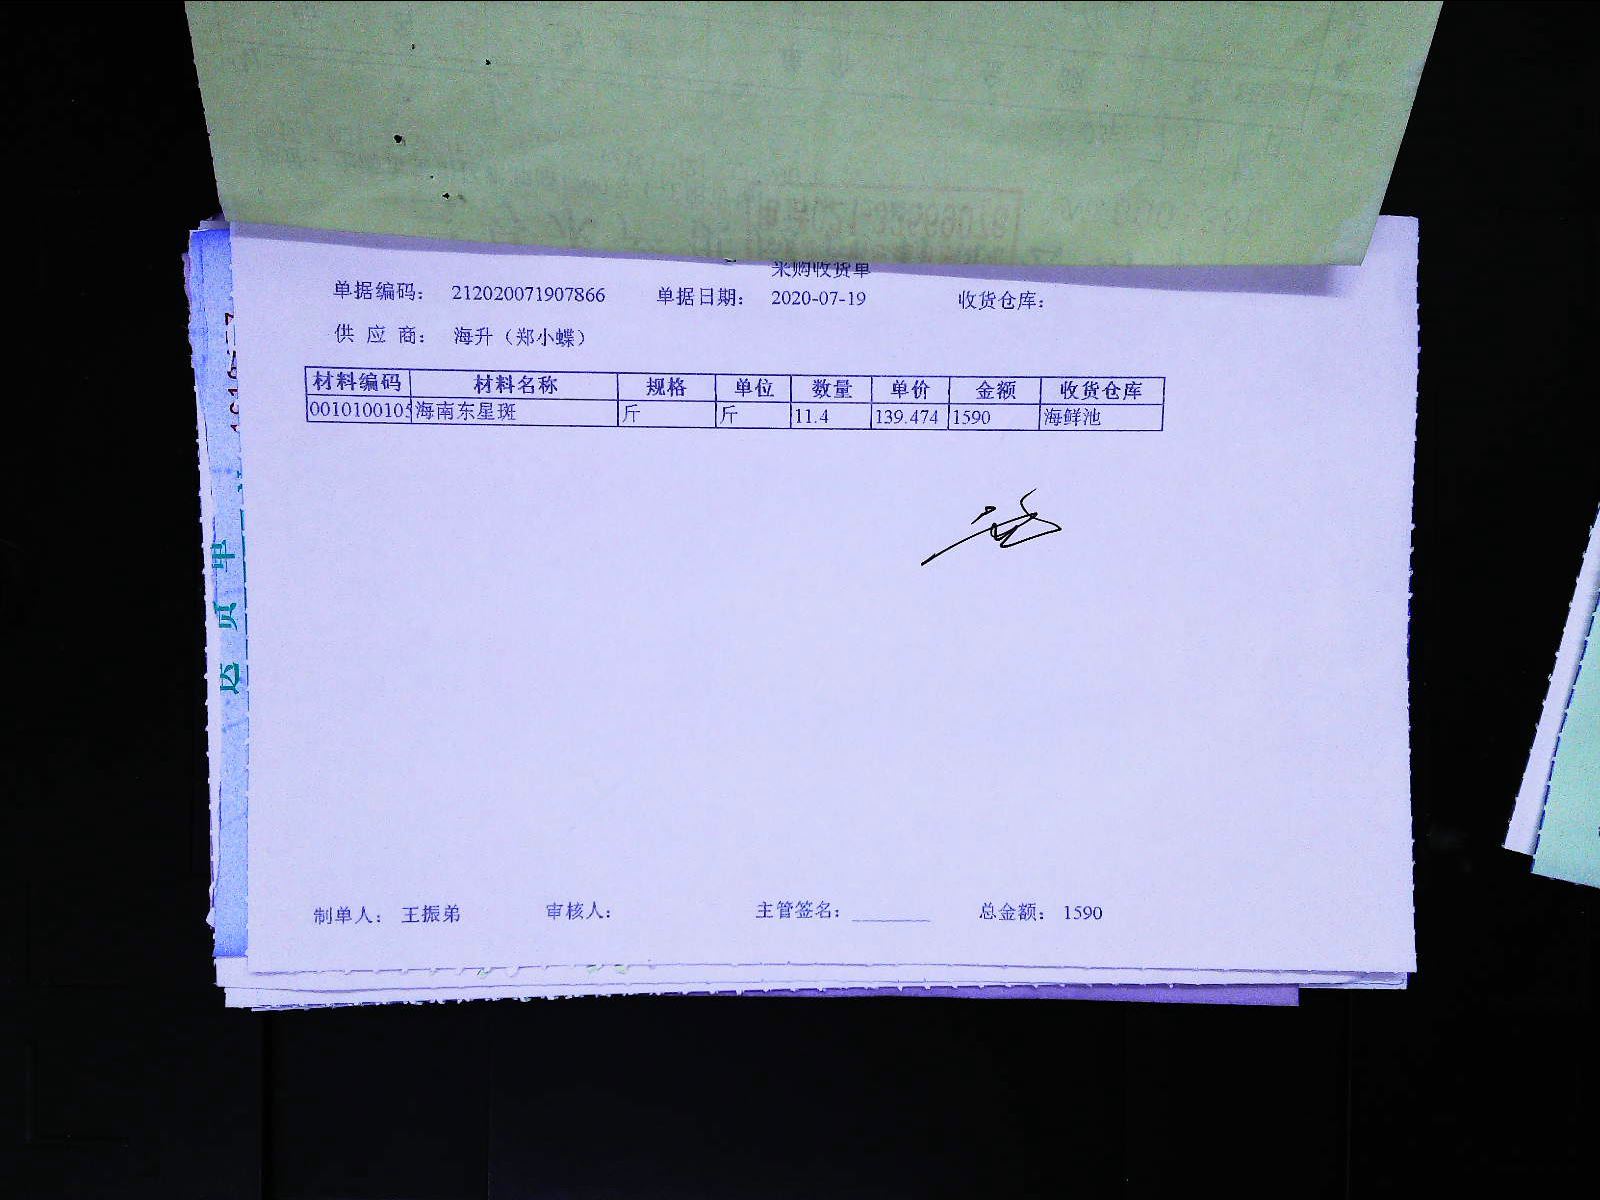 采购收货单
单据编码： 212020071907866 单据日期： 2020-07-19 收货仓库：
供 应 商： 海升（郑小蝶）
材料编码 材料名称 规格 单位 数量 单价 金额 收货仓库
0010100105 海南东星斑 斤 斤 11.4 139.474 1590 海鲜池
制单人： 王振弟 审核人： 主管签名： 总金额： 1590